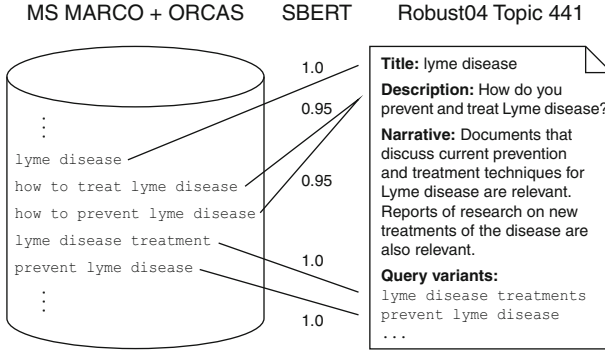 MS MARCO + ORCAS
SBERT
Robust04 Topic 441
1.0
0.95
0.95
1.0
1.0
lyme disease
how to treat lyme disease
how to prevent lyme disease
lyme disease treatment
prevent lyme disease
Title: lyme disease
Description: How do you
prevent and treat Lyme disease?
Narrative: Documents that
discuss current prevention
and treatment techniques for
Lyme disease are relevant.
Reports of research on new
treatments of the disease are
also relevant.
Query variants:
lyme disease treatments
prevent lyme disease
...